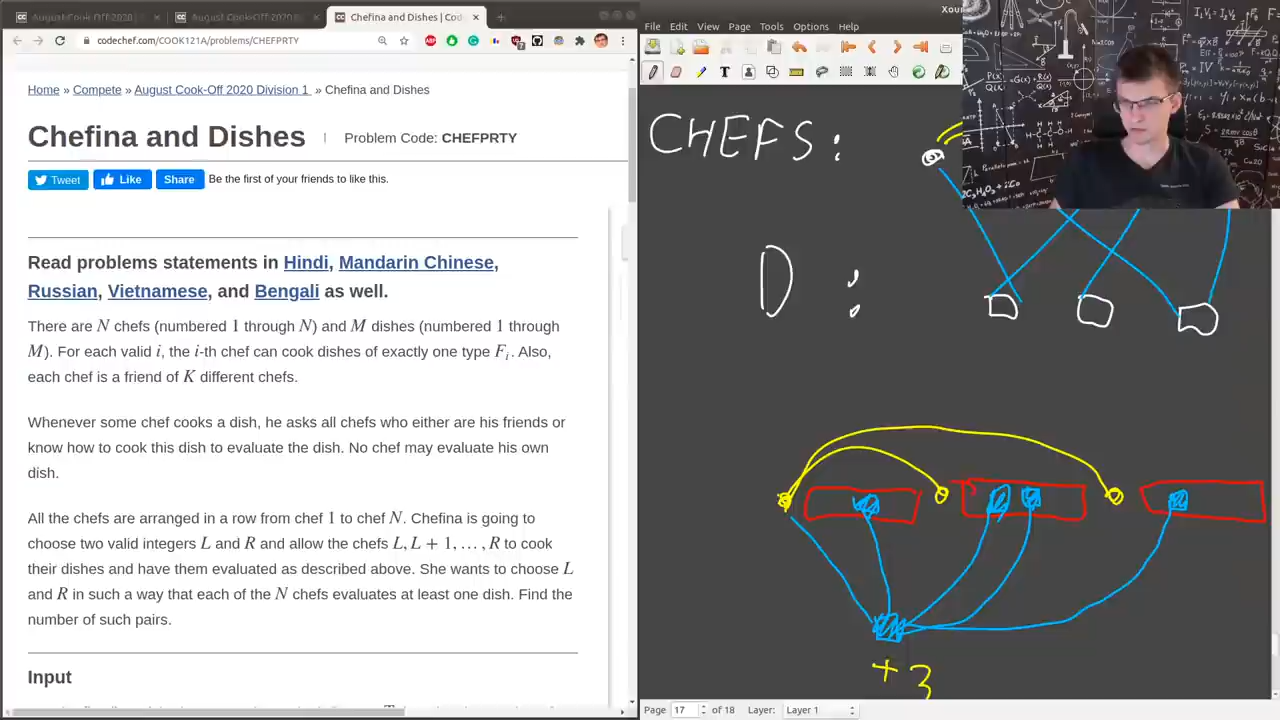 August Cook-Off 2020
August Cook-Off 2020
Chefina and Dishes | Cod
codechef.com/COOK121A/problems/CHEFPRTY
Home » Compete » August Cook-Off 2020 Division 1 » Chefina and Dishes
Chefina and Dishes
Problem Code: CHEFPRTY
Tweet Like Share Be the first of your friends to like this.
Read problems statements in Hindi, Mandarin Chinese,
Russian, Vietnamese, and Bengali as well.
There are N chefs (numbered 1 through N) and M dishes (numbered 1 through
M). For each valid i, the i-th chef can cook dishes of exactly one type Fi. Also,
each chef is a friend of K different chefs.
Whenever some chef cooks a dish, he asks all chefs who either are his friends or
know how to cook this dish to evaluate the dish. No chef may evaluate his own
dish.
All the chefs are arranged in a row from chef 1 to chef N. Chefina is going to
choose two valid integers L and R and allow the chefs L, L + 1, …, R to cook
their dishes and have them evaluated as described above. She wants to choose L
and R in such a way that each of the N chefs evaluates at least one dish. Find the
number of such pairs.
Input
Xour
File Edit View Page Tools Options Help
CHEFS:
D :
+3
Page 17 of 18 Layer: Layer 1